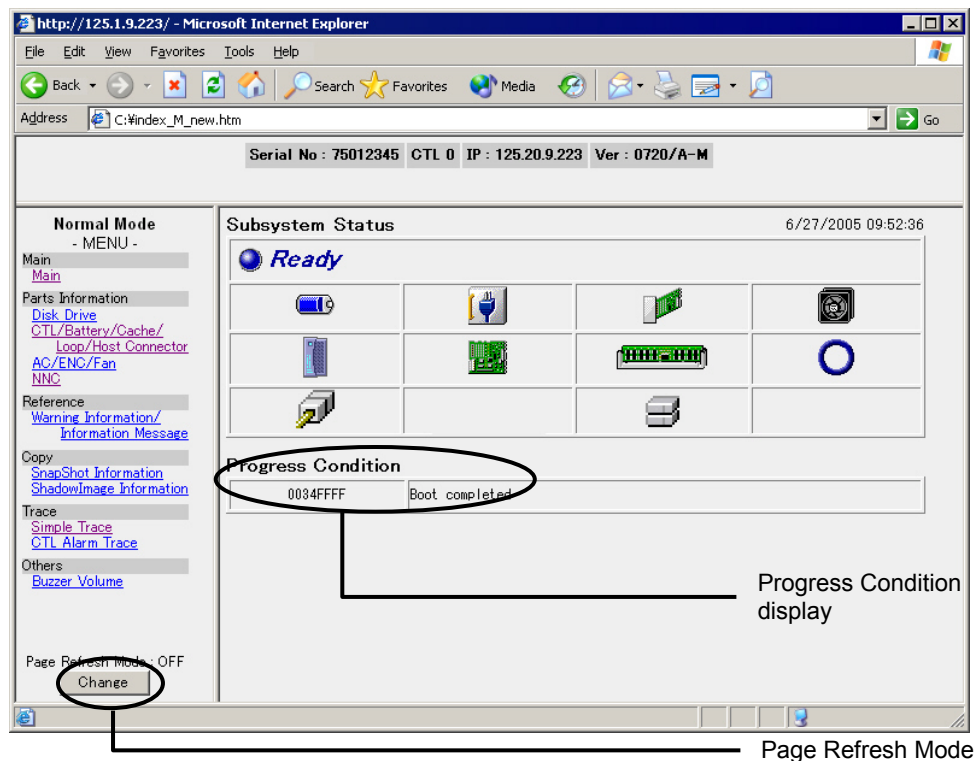 http://125.1.9.223/ - Microsoft Internet Explorer
File Edit View Favorites Tools Help
Back Search Favorites Media
Address C:¥index_M_new.htm Go
Serial No : 75012345 CTL 0 IP : 125.20.9.223 Ver : 0720/A-M
Normal Mode
- MENU -
Main
Main
Parts Information
Disk Drive
CTL/Battery/Cache/
Loop/Host Connector
AC/ENC/Fan
NNC
Reference
Warning Information/
Information Message
Copy
SnapShot Information
ShadowImage Information
Trace
Simple Trace
CTL Alarm Trace
Others
Buzzer Volume
Page Refresh Mode : OFF
Change
Subsystem Status 6/27/2005 09:52:36
Ready
Progress Condition
0034FFFF Boot completed
Progress Condition
display
Page Refresh Mode